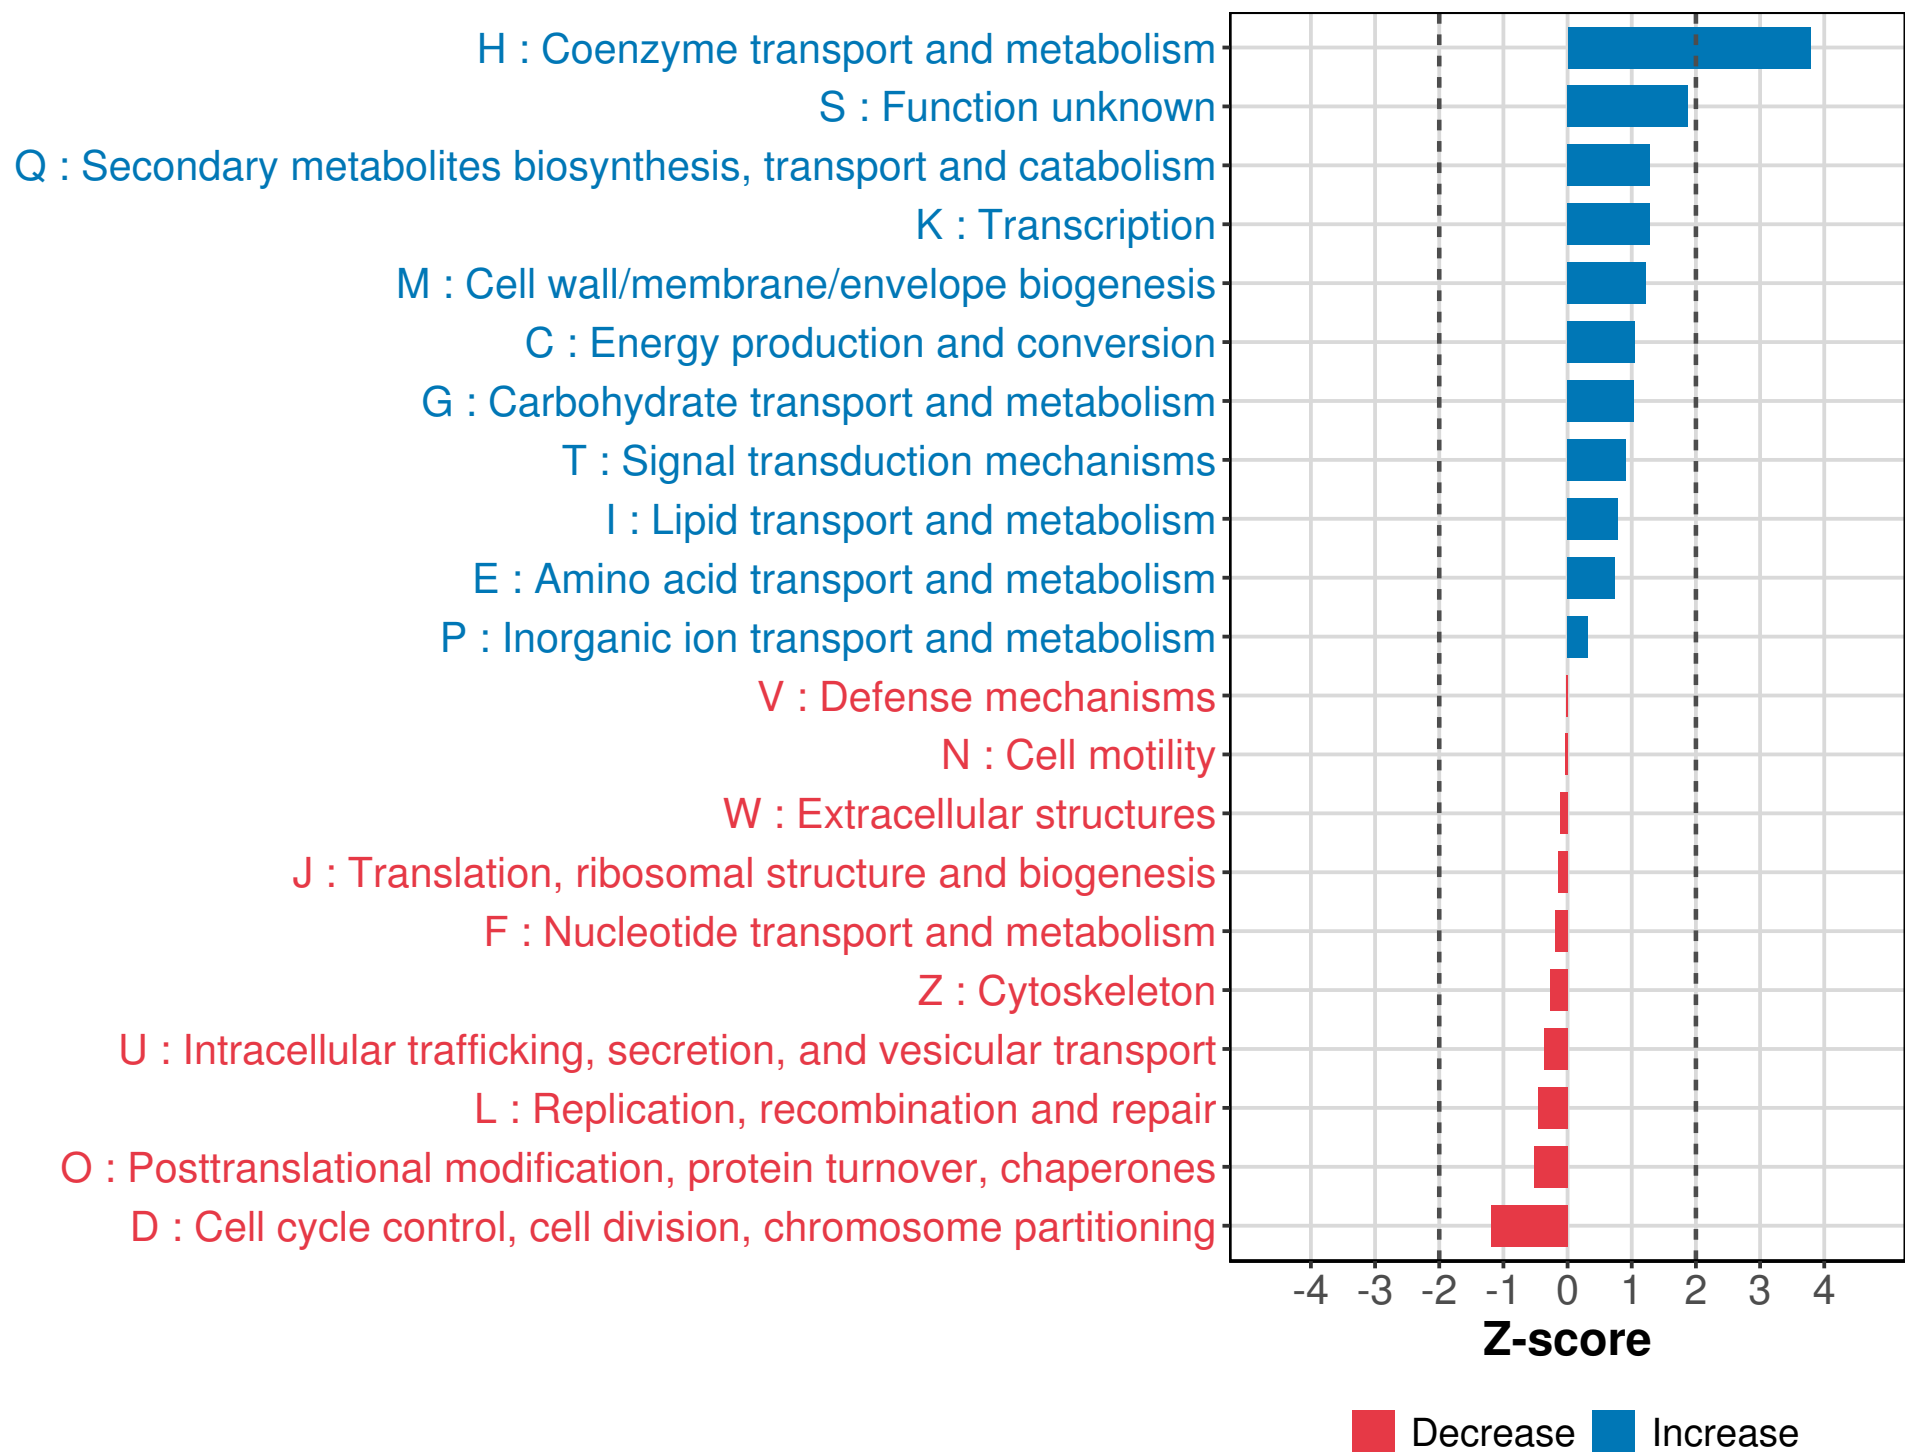 H : Coenzyme transport and metabolism
S : Function unknown
Q : Secondary metabolites biosynthesis, transport and catabolism
K : Transcription
M : Cell wall/membrane/envelope biogenesis
C : Energy production and conversion
G : Carbohydrate transport and metabolism
T : Signal transduction mechanisms
I : Lipid transport and metabolism
E : Amino acid transport and metabolism
P : Inorganic ion transport and metabolism
V : Defense mechanisms
N : Cell motility
W : Extracellular structures
J : Translation, ribosomal structure and biogenesis
F : Nucleotide transport and metabolism
Z : Cytoskeleton
U : Intracellular trafficking, secretion, and vesicular transport
L : Replication, recombination and repair
O : Posttranslational modification, protein turnover, chaperones
D : Cell cycle control, cell division, chromosome partitioning
-4 -3 -2 -1 0 1 2 3 4
Z-score
Decrease Increase